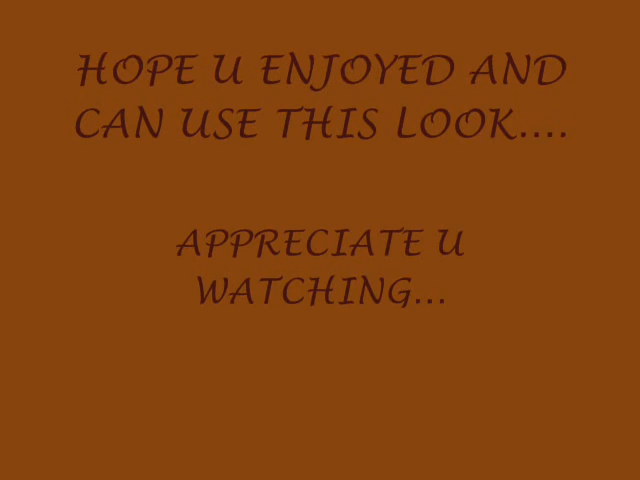 HOPE U ENJOYED AND
CAN USE THIS LOOK....
APPRECIATE U
WATCHING...